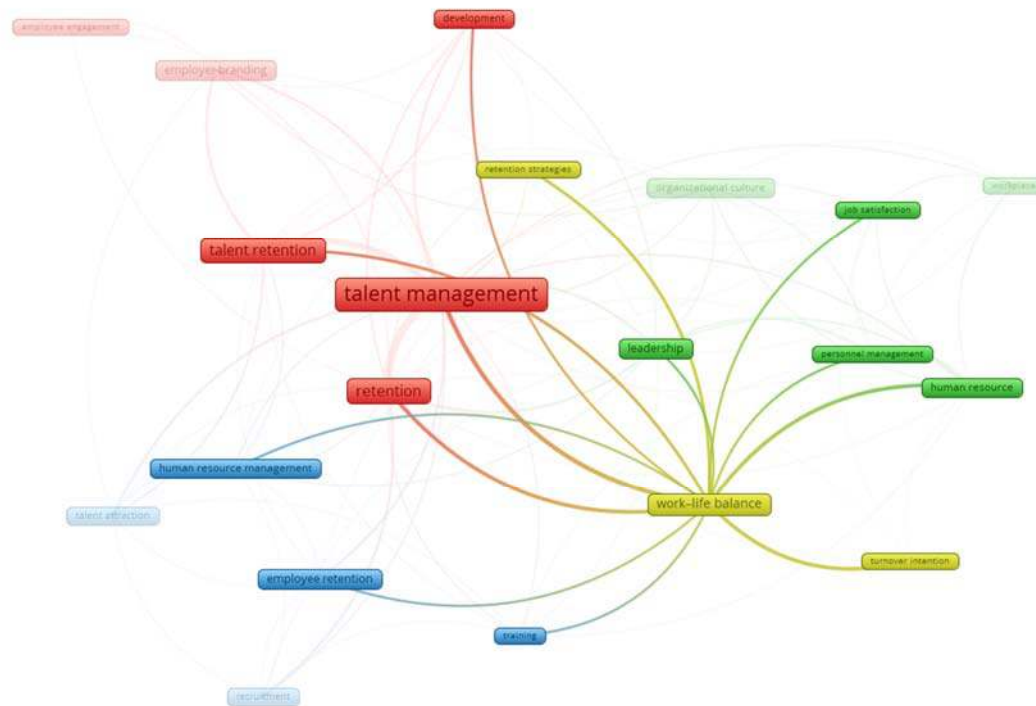 development
employee engagement
employer-branding
retention strategies
organizational culture
workplace
job satisfaction
talent retention
talent management
leadership
personnel management
human resource
retention
human resource management
work–life balance
talent attraction
turnover intention
employee retention
training
recruitment